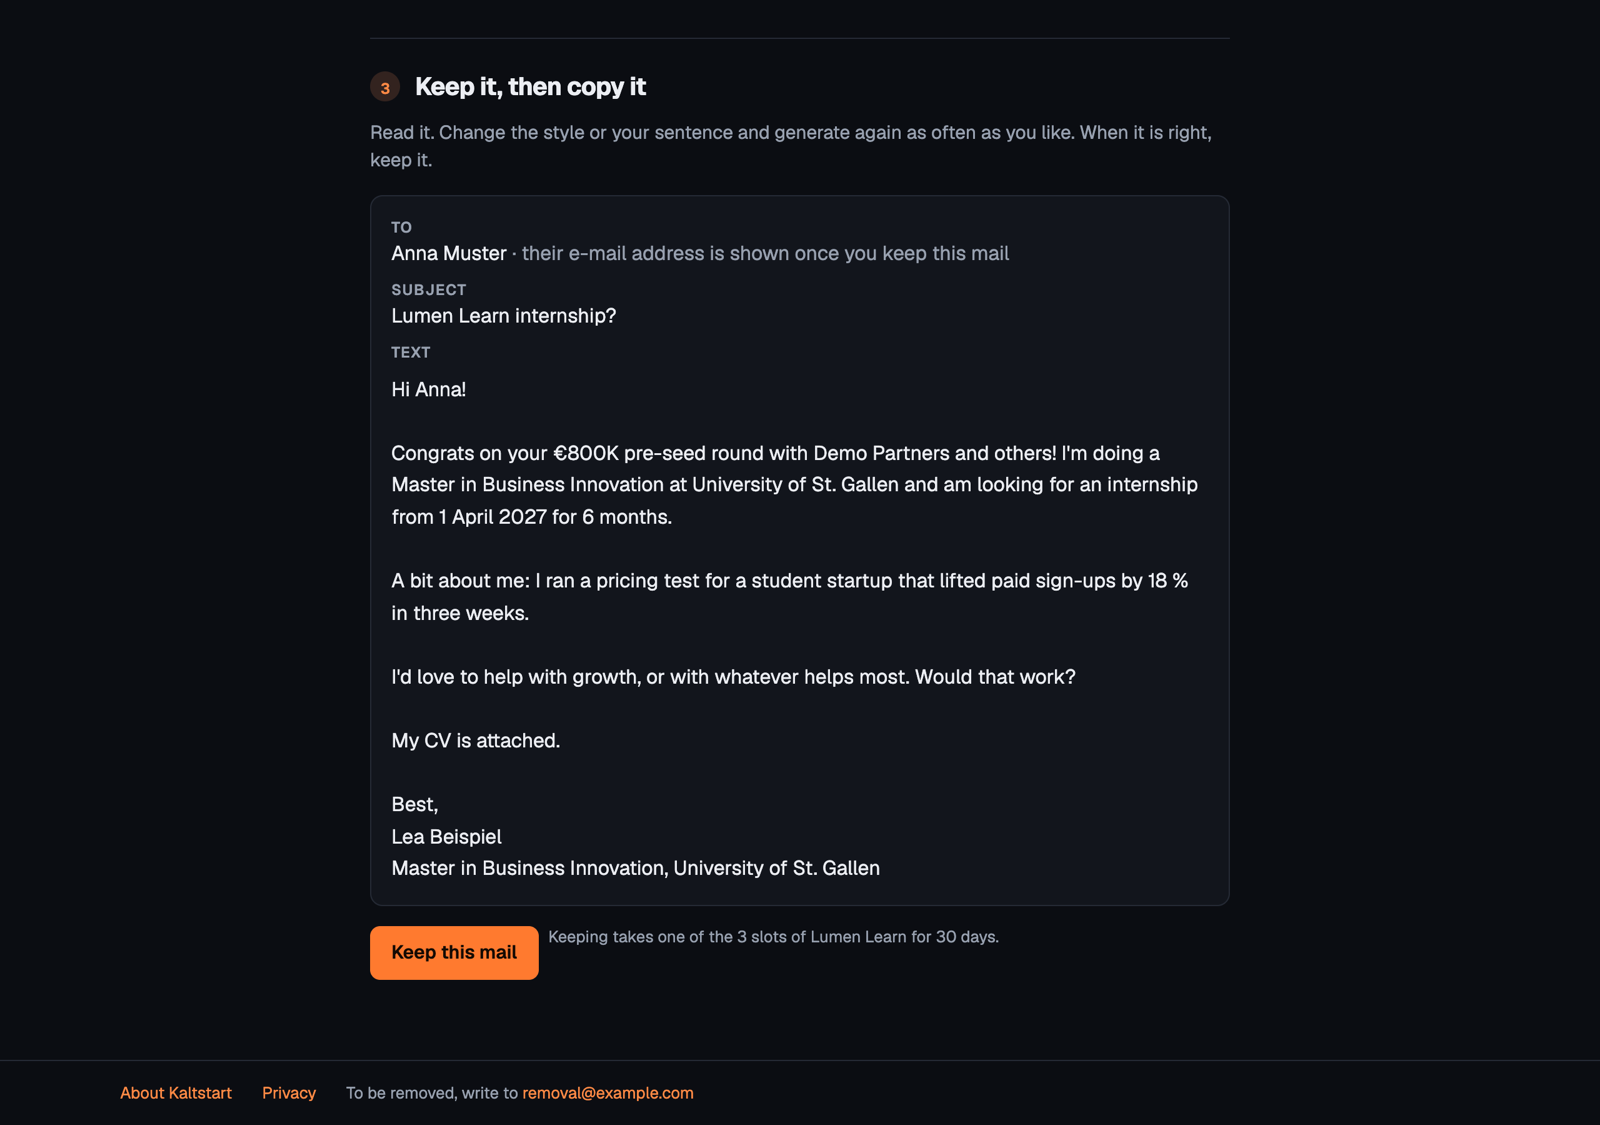 3 Keep it, then copy it
Read it. Change the style or your sentence and generate again as often as you like. When it is right,
keep it.
TO
Anna Muster · their e-mail address is shown once you keep this mail
SUBJECT
Lumen Learn internship?
TEXT
Hi Anna!
Congrats on your €800K pre-seed round with Demo Partners and others! I'm doing a
Master in Business Innovation at University of St. Gallen and am looking for an internship
from 1 April 2027 for 6 months.
A bit about me: I ran a pricing test for a student startup that lifted paid sign-ups by 18 %
in three weeks.
I'd love to help with growth, or with whatever helps most. Would that work?
My CV is attached.
Best,
Lea Beispiel
Master in Business Innovation, University of St. Gallen
Keep this mail Keeping takes one of the 3 slots of Lumen Learn for 30 days.
About Kaltstart Privacy To be removed, write to removal@example.com